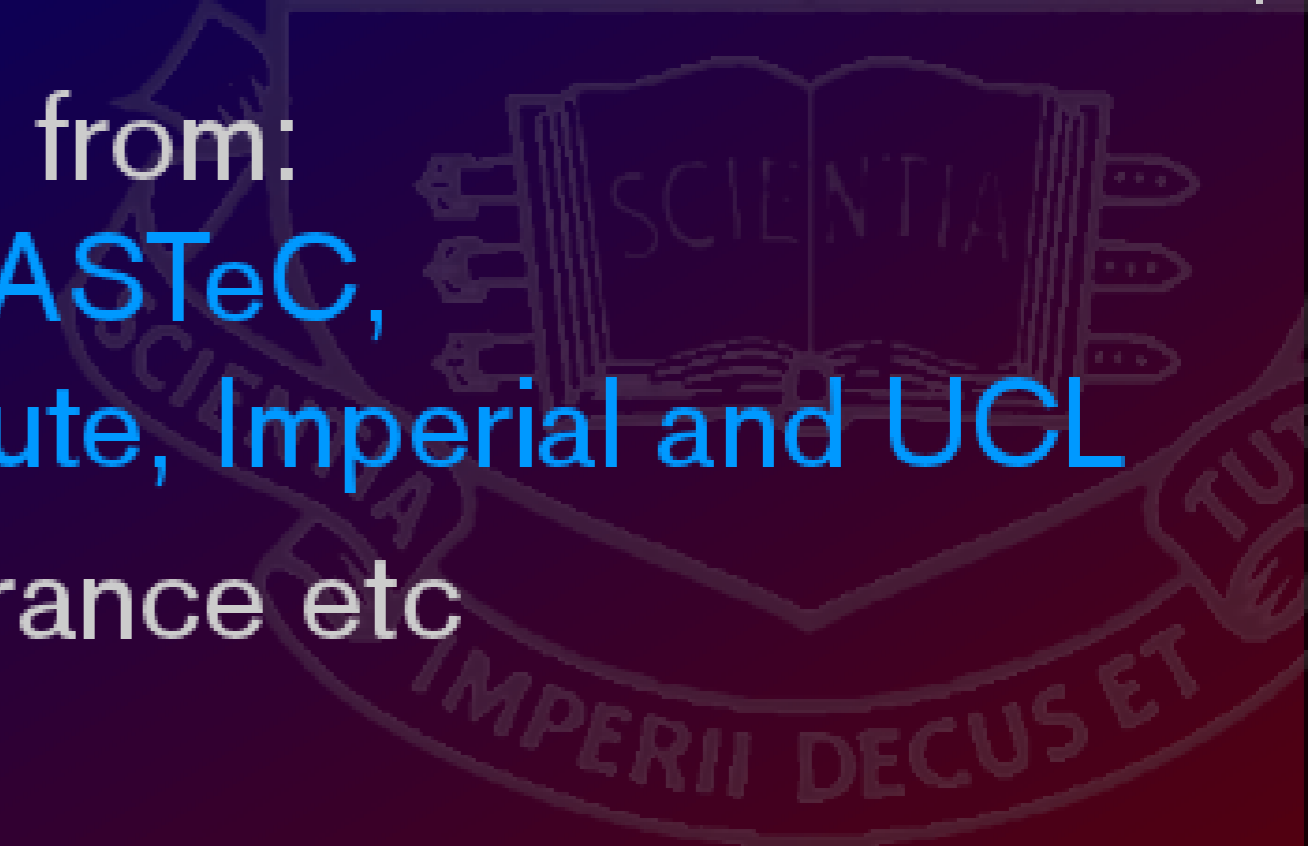 from:
SCIENTIA
ASTeC,
SCIENTIA
ute, Imperial and UCL
TUT
rance etc
IMPERII DECUS ET